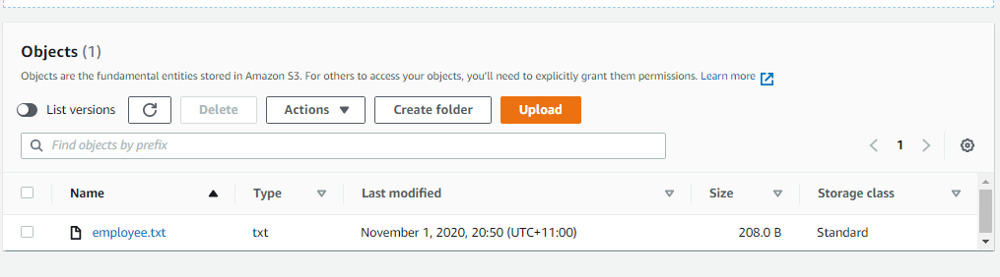 Objects (1)
Objects are the fundamental entities stored in Amazon S3. For others to access your objects, you'll need to explicitly grant them permissions. Learn more
List versions Delete Actions Create folder Upload
Find objects by prefix 1
Name Type Last modified Size Storage class
employee.txt txt November 1, 2020, 20:50 (UTC+11:00) 208.0 B Standard